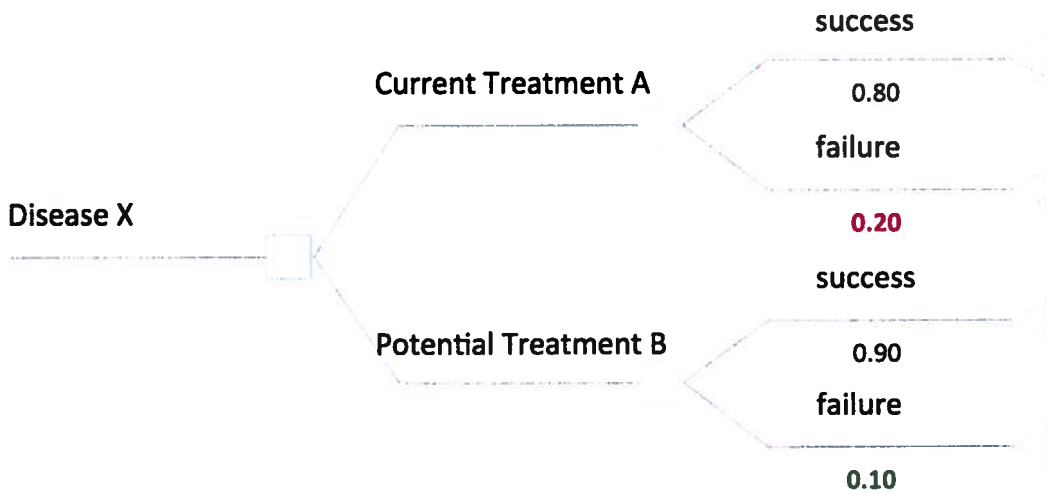 success
Current Treatment A
0.80
failure
Disease X
0.20
success
Potential Treatment B
0.90
failure
0.10